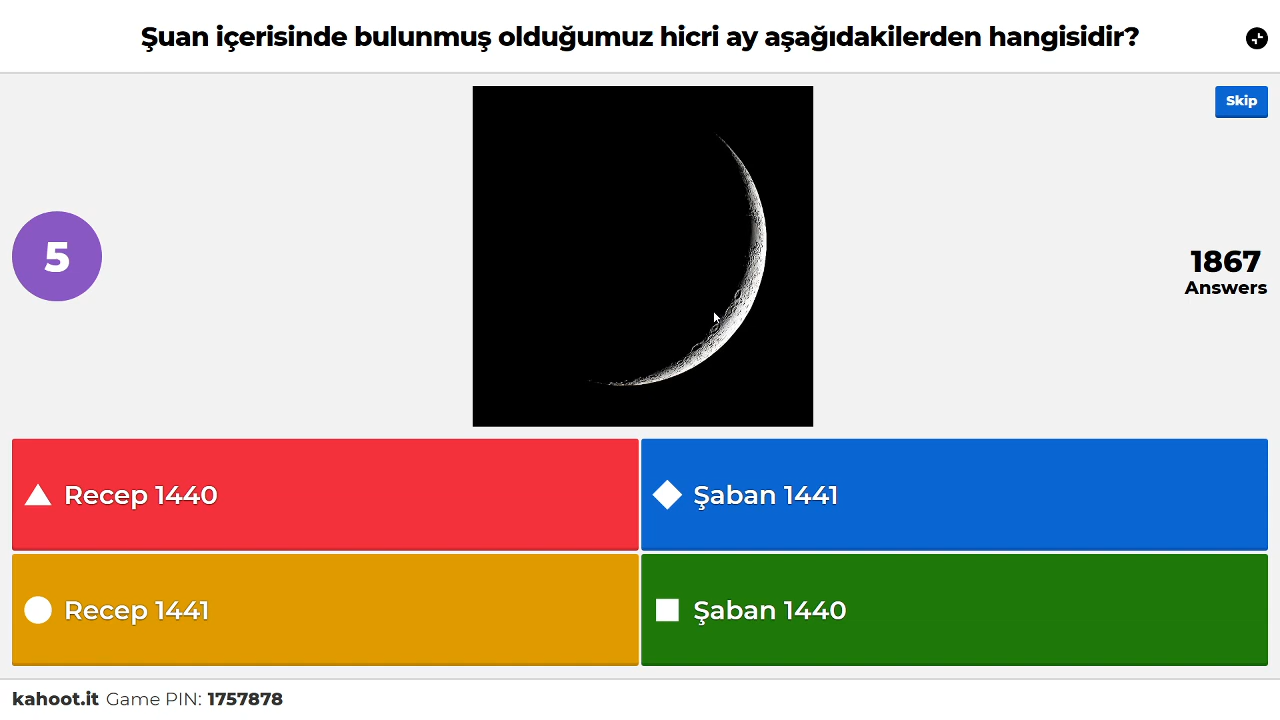 Şuan içerisinde bulunmuş olduğumuz hicri ay aşağıdakilerden hangisidir?
Skip
5
1867
Answers
Recep 1440
Şaban 1441
Recep 1441
Şaban 1440
kahoot.it Game PIN: 1757878